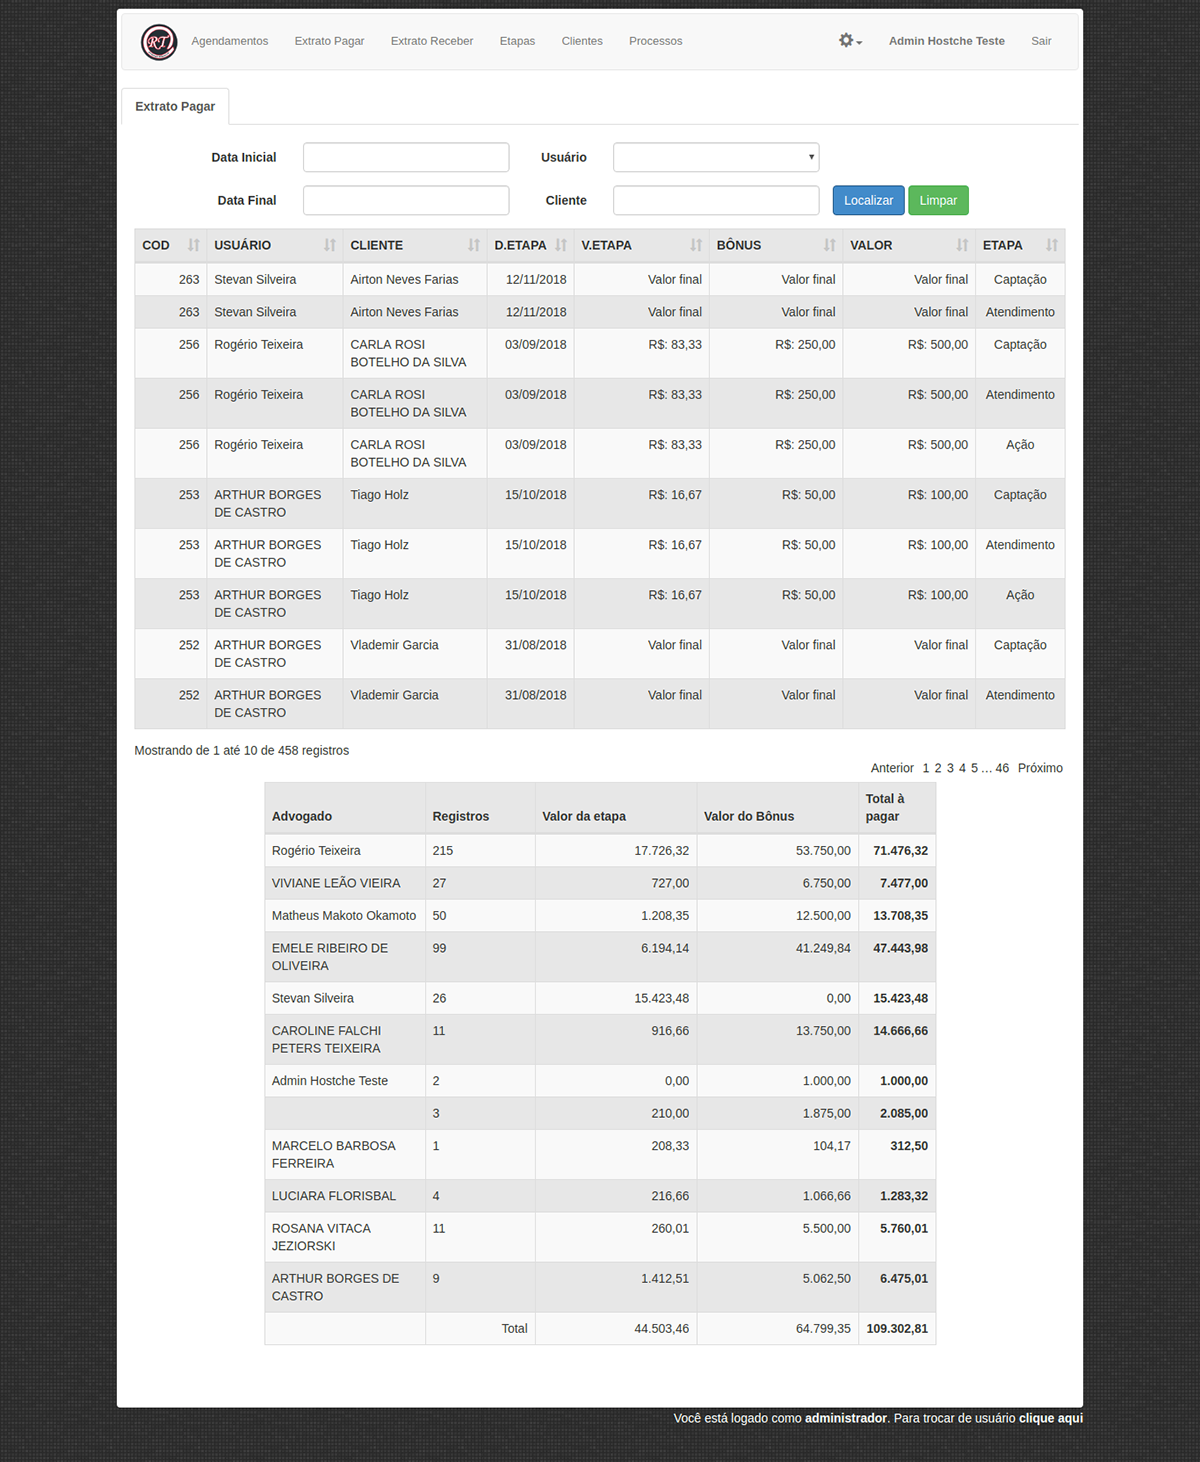 RT
Agendamentos Extrato Pagar Extrato Receber Etapas Clientes Processos Admin Hostche Teste Sair
Extrato Pagar
Data Inicial Usuário
Data Final Cliente Localizar Limpar
COD USUÁRIO CLIENTE D.ETAPA V.ETAPA BÔNUS VALOR ETAPA
263 Stevan Silveira Airton Neves Farias 12/11/2018 Valor final Valor final Valor final Captação
263 Stevan Silveira Airton Neves Farias 12/11/2018 Valor final Valor final Valor final Atendimento
256 Rogério Teixeira CARLA ROSI 03/09/2018 R$: 83,33 R$: 250,00 R$: 500,00 Captação
BOTELHO DA SILVA
256 Rogério Teixeira CARLA ROSI 03/09/2018 R$: 83,33 R$: 250,00 R$: 500,00 Atendimento
BOTELHO DA SILVA
256 Rogério Teixeira CARLA ROSI 03/09/2018 R$: 83,33 R$: 250,00 R$: 500,00 Ação
BOTELHO DA SILVA
253 ARTHUR BORGES Tiago Holz 15/10/2018 R$: 16,67 R$: 50,00 R$: 100,00 Captação
DE CASTRO
253 ARTHUR BORGES Tiago Holz 15/10/2018 R$: 16,67 R$: 50,00 R$: 100,00 Atendimento
DE CASTRO
253 ARTHUR BORGES Tiago Holz 15/10/2018 R$: 16,67 R$: 50,00 R$: 100,00 Ação
DE CASTRO
252 ARTHUR BORGES Vlademir Garcia 31/08/2018 Valor final Valor final Valor final Captação
DE CASTRO
252 ARTHUR BORGES Vlademir Garcia 31/08/2018 Valor final Valor final Valor final Atendimento
DE CASTRO
Mostrando de 1 até 10 de 458 registros
Anterior 1 2 3 4 5 … 46 Próximo
Advogado Registros Valor da etapa Valor do Bônus Total à
pagar
Rogério Teixeira 215 17.726,32 53.750,00 71.476,32
VIVIANE LEÃO VIEIRA 27 727,00 6.750,00 7.477,00
Matheus Makoto Okamoto 50 1.208,35 12.500,00 13.708,35
EMELE RIBEIRO DE 99 6.194,14 41.249,84 47.443,98
OLIVEIRA
Stevan Silveira 26 15.423,48 0,00 15.423,48
CAROLINE FALCHI 11 916,66 13.750,00 14.666,66
PETERS TEIXEIRA
Admin Hostche Teste 2 0,00 1.000,00 1.000,00
3 210,00 1.875,00 2.085,00
MARCELO BARBOSA 1 208,33 104,17 312,50
FERREIRA
LUCIARA FLORISBAL 4 216,66 1.066,66 1.283,32
ROSANA VITACA 11 260,01 5.500,00 5.760,01
JEZIORSKI
ARTHUR BORGES DE 9 1.412,51 5.062,50 6.475,01
CASTRO
Total 44.503,46 64.799,35 109.302,81
Você está logado como administrador. Para trocar de usuário clique aqui